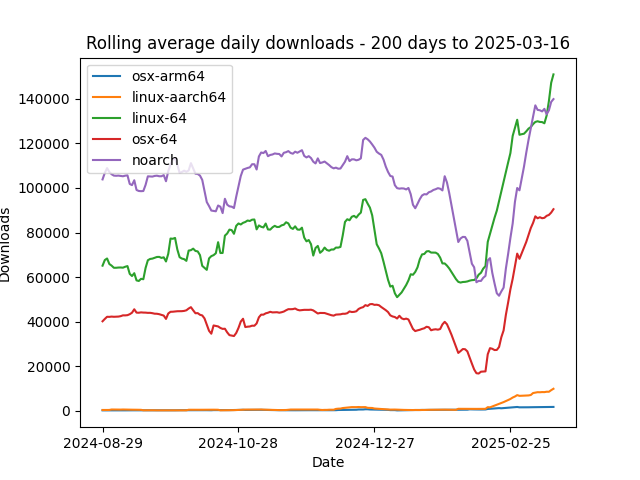 Rolling average daily downloads - 200 days to 2025-03-16
osx-arm64
linux-aarch64
linux-64
osx-64
noarch
140000
120000
100000
80000
60000
40000
20000
0
Downloads
2024-08-29
2024-10-28
2024-12-27
2025-02-25
Date